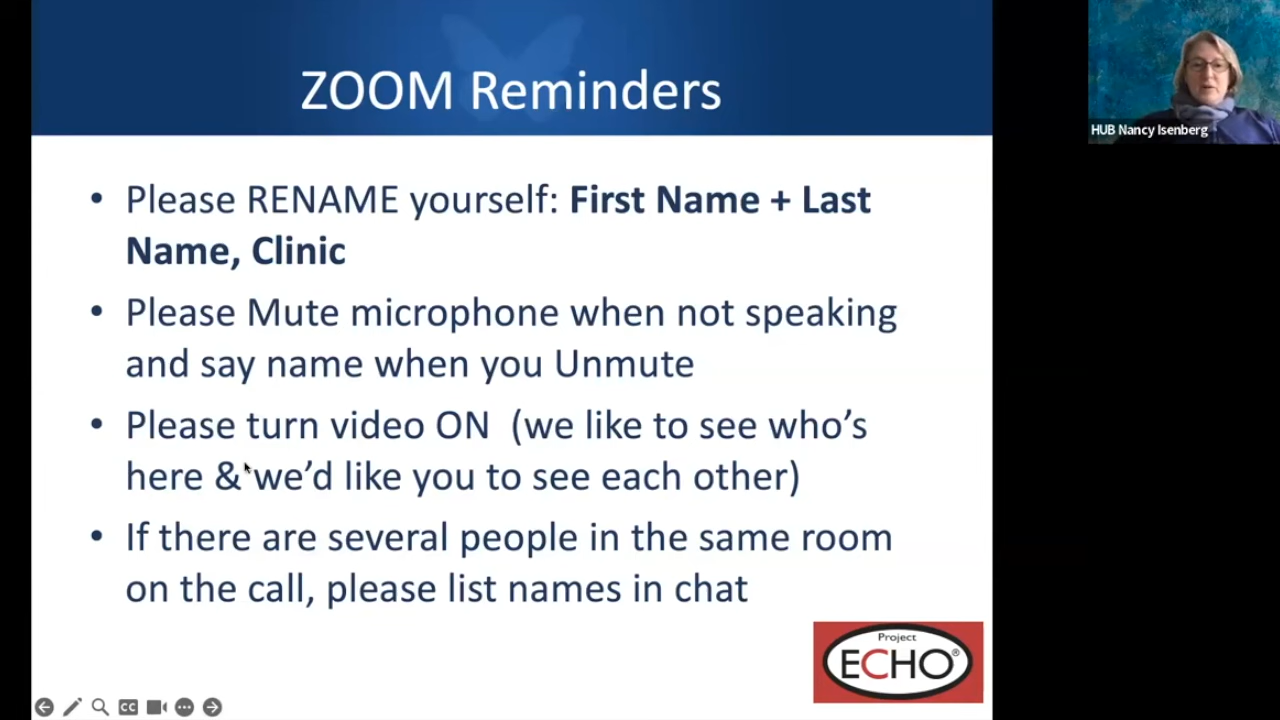 ZOOM Reminders
HUB Nancy Isenberg
• Please RENAME yourself: First Name + Last
Name, Clinic
• Please Mute microphone when not speaking
and say name when you Unmute
• Please turn video ON (we like to see who's
here & we'd like you to see each other)
• If there are several people in the same room
on the call, please list names in chat
Project
ECHO®
CC